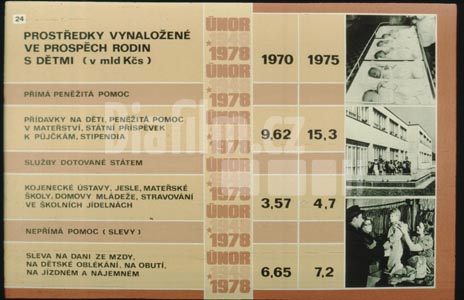 24
PROSTŘEDKY VYNALOŽENÉ
VE PROSPĚCH RODIN
S DĚTMI (v mld Kčs)
ÚNOR
1978
ÚNOR
1970 1975
1978
PŘÍMÁ PENĚŽITÁ POMOC
ÚNOR
PŘÍDAVKY NA DĚTI, PENĚŽITÁ POMOC
V MATEŘSTVÍ, STÁTNÍ PŘÍSPĚVEK
K PŮJČKÁM, STIPENDIA
1978
9,62 15,3
SLUŽBY DOTOVANÉ STÁTEM
KOJENECKÉ ÚSTAVY, JESLE, MATEŘSKÉ
ŠKOLY, DOMOVY MLÁDEŽE, STRAVOVÁNÍ
VE ŠKOLNÍCH JÍDELNÁCH
1978
ÚNOR
3,57 4,7
NEPŘÍMÁ POMOC (SLEVY)
1978
SLEVA NA DANI ZE MZDY,
NA DĚTSKÉ OBLÉKÁNÍ, NA OBUTÍ,
NA JÍZDNÉM A NÁJEMNÉM
ÚNOR
1978
6,65 7,2
Diafilm.cz